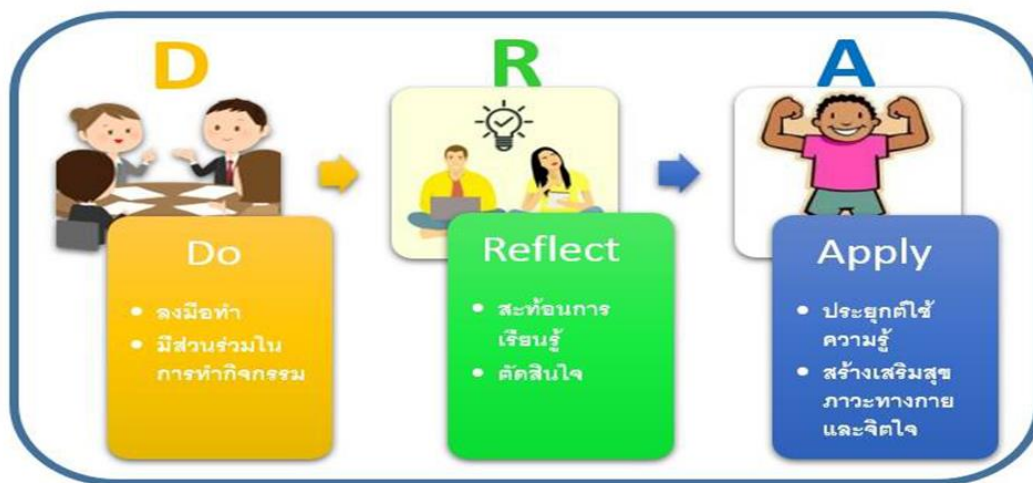 D
R
A
Do
• ลงมือทำ
• มีส่วนร่วมใน
การทำกิจกรรม
Reflect
• สะท้อนการ
เรียนรู้
• ตัดสินใจ
Apply
• ประยุกต์ใช้
ความรู้
• สร้างเสริมสุข
ภาวะทางกาย
และจิตใจ